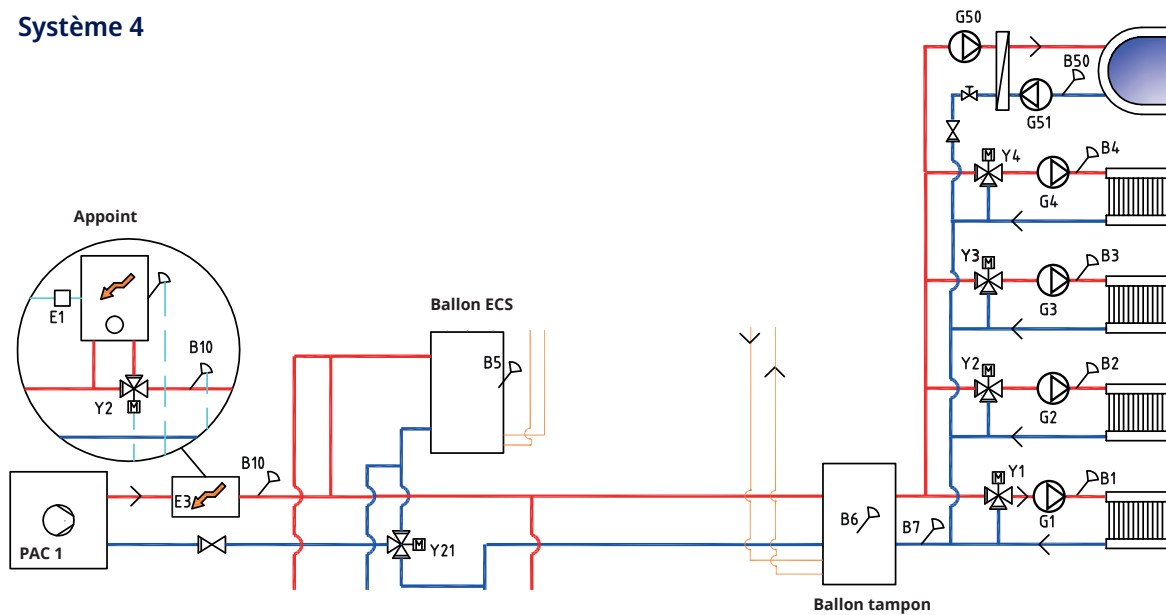 Système 4
G50
B50
G51
Y4
B4
G4
Appoint
Y3
B3
G3
E1
Ballon ECS
B10
B5
Y2
Y2
B2
G2
B10
E3
Y1
B1
B6
B7
G1
PAC 1
M
Y21
Ballon tampon
M
M
M
M
M